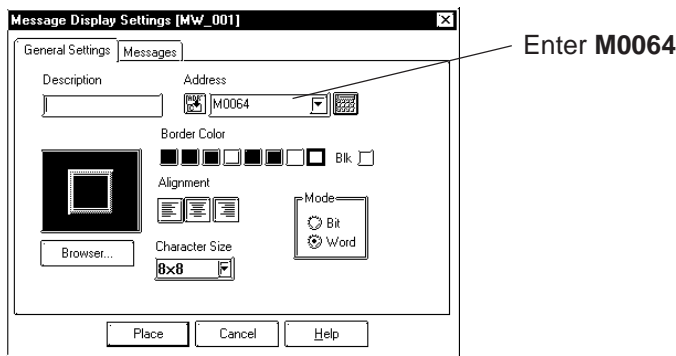 Message Display Settings [MW_001]
Enter M0064
General Settings Messages
Description Address
M0064
Border Color
Blk
Alignment
Mode
Bit
Word
Browser...
Character Size
8x8
Place Cancel Help